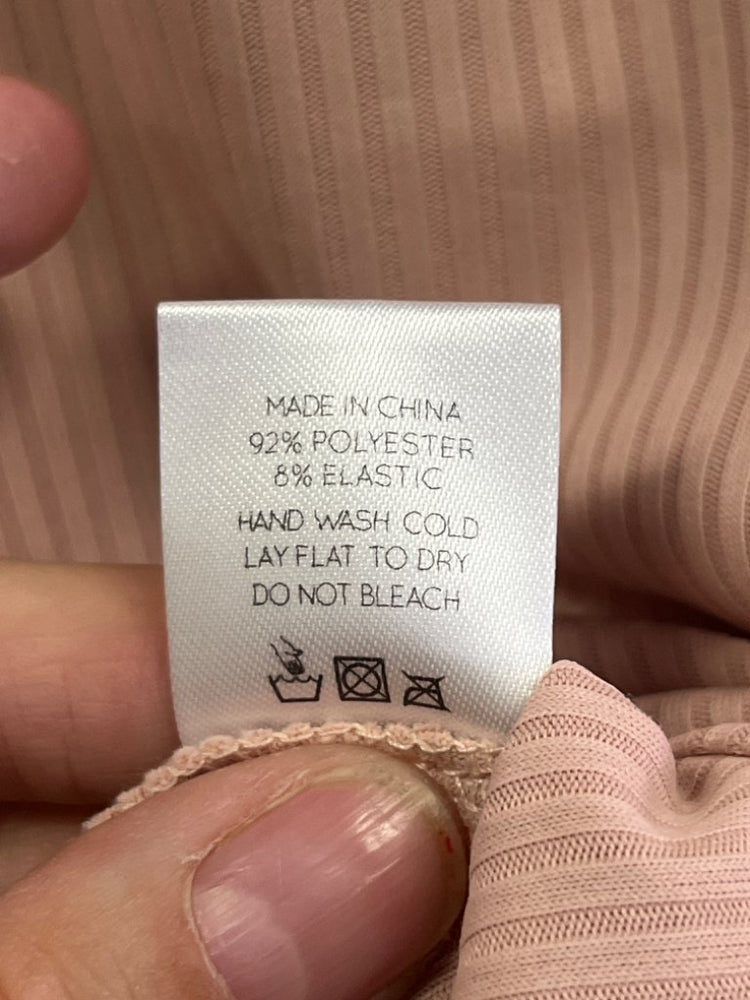 MADE IN CHINA
92% POLYESTER
8% ELASTIC
HAND WASH COLD
LAY FLAT TO DRY
DO NOT BLEACH